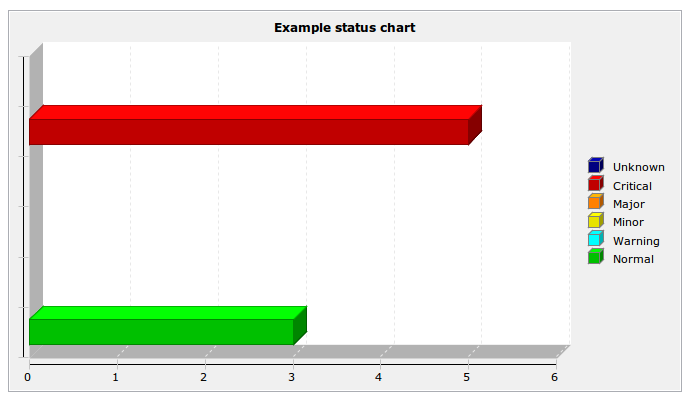 Example status chart
Unknown
Critical
Major
Minor
Warning
Normal
0 1 2 3 4 5 6